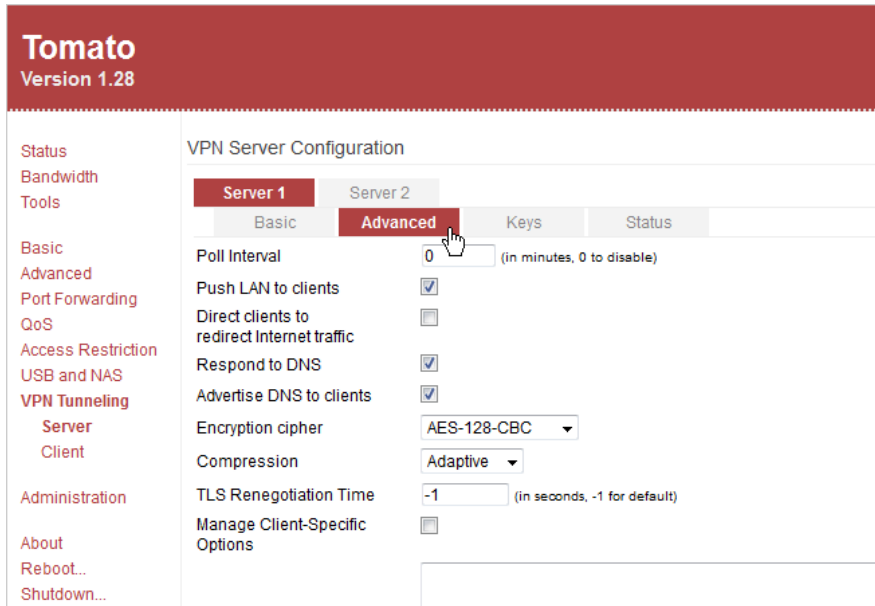 Tomato
Version 1.28
Status
Bandwidth
Tools
Basic
Advanced
Port Forwarding
QoS
Access Restriction
USB and NAS
VPN Tunneling
Server
Client
Administration
About
Reboot...
Shutdown...
VPN Server Configuration
Server 1 Server 2
Basic Advanced Keys Status
Poll Interval 0 (in minutes, 0 to disable)
Push LAN to clients
Direct clients to
redirect Internet traffic
Respond to DNS
Advertise DNS to clients
Encryption cipher AES-128-CBC
Compression Adaptive
TLS Renegotiation Time -1 (in seconds, -1 for default)
Manage Client-Specific
Options